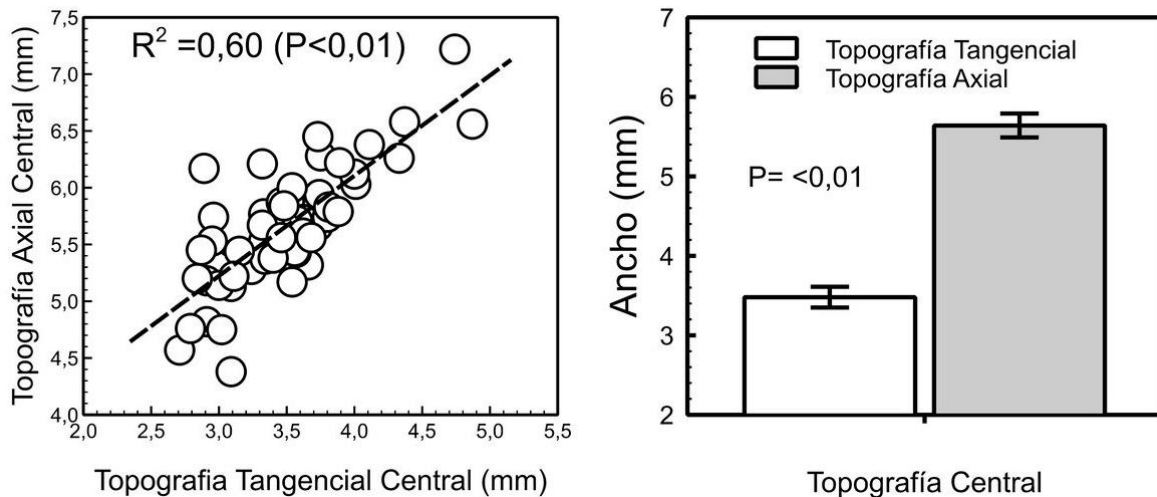 R² =0,60 (P<0,01)
Topografía Axial Central (mm)
7,5
7,0
6,5
6,0
5,5
5,0
4,5
4,0
2,0 2,5 3,0 3,5 4,0 4,5 5,0 5,5
Topografia Tangencial Central (mm)
Ancho (mm)
7
6
5
4
3
2
Topografía Tangencial
Topografía Axial
P= <0,01
Topografía Central